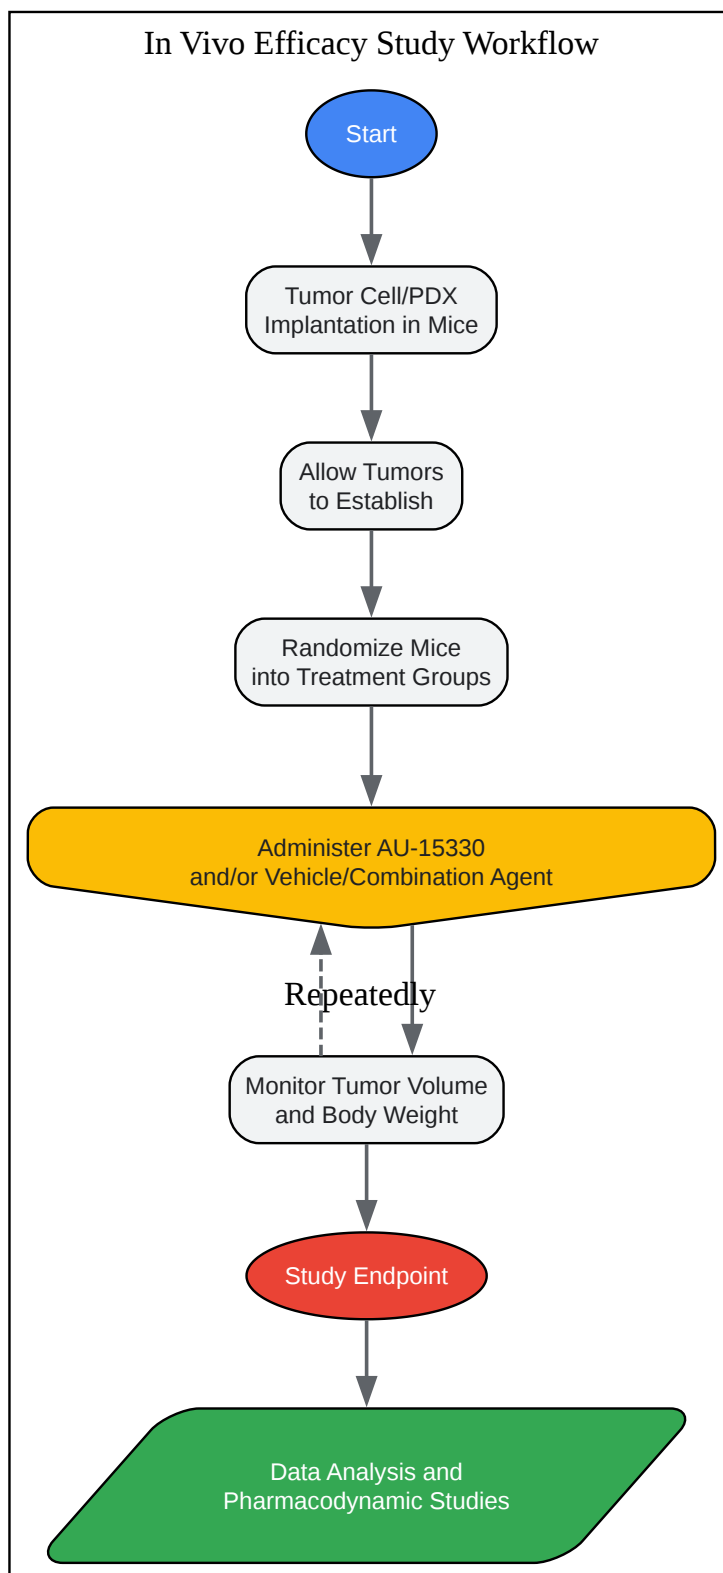 In Vivo Efficacy Study Workflow
Start
Tumor Cell/PDX
Implantation in Mice
Allow Tumors
to Establish
Randomize Mice
into Treatment Groups
Administer AU-15330
and/or Vehicle/Combination Agent
Repeatedly
Monitor Tumor Volume
and Body Weight
Study Endpoint
Data Analysis and
Pharmacodynamic Studies